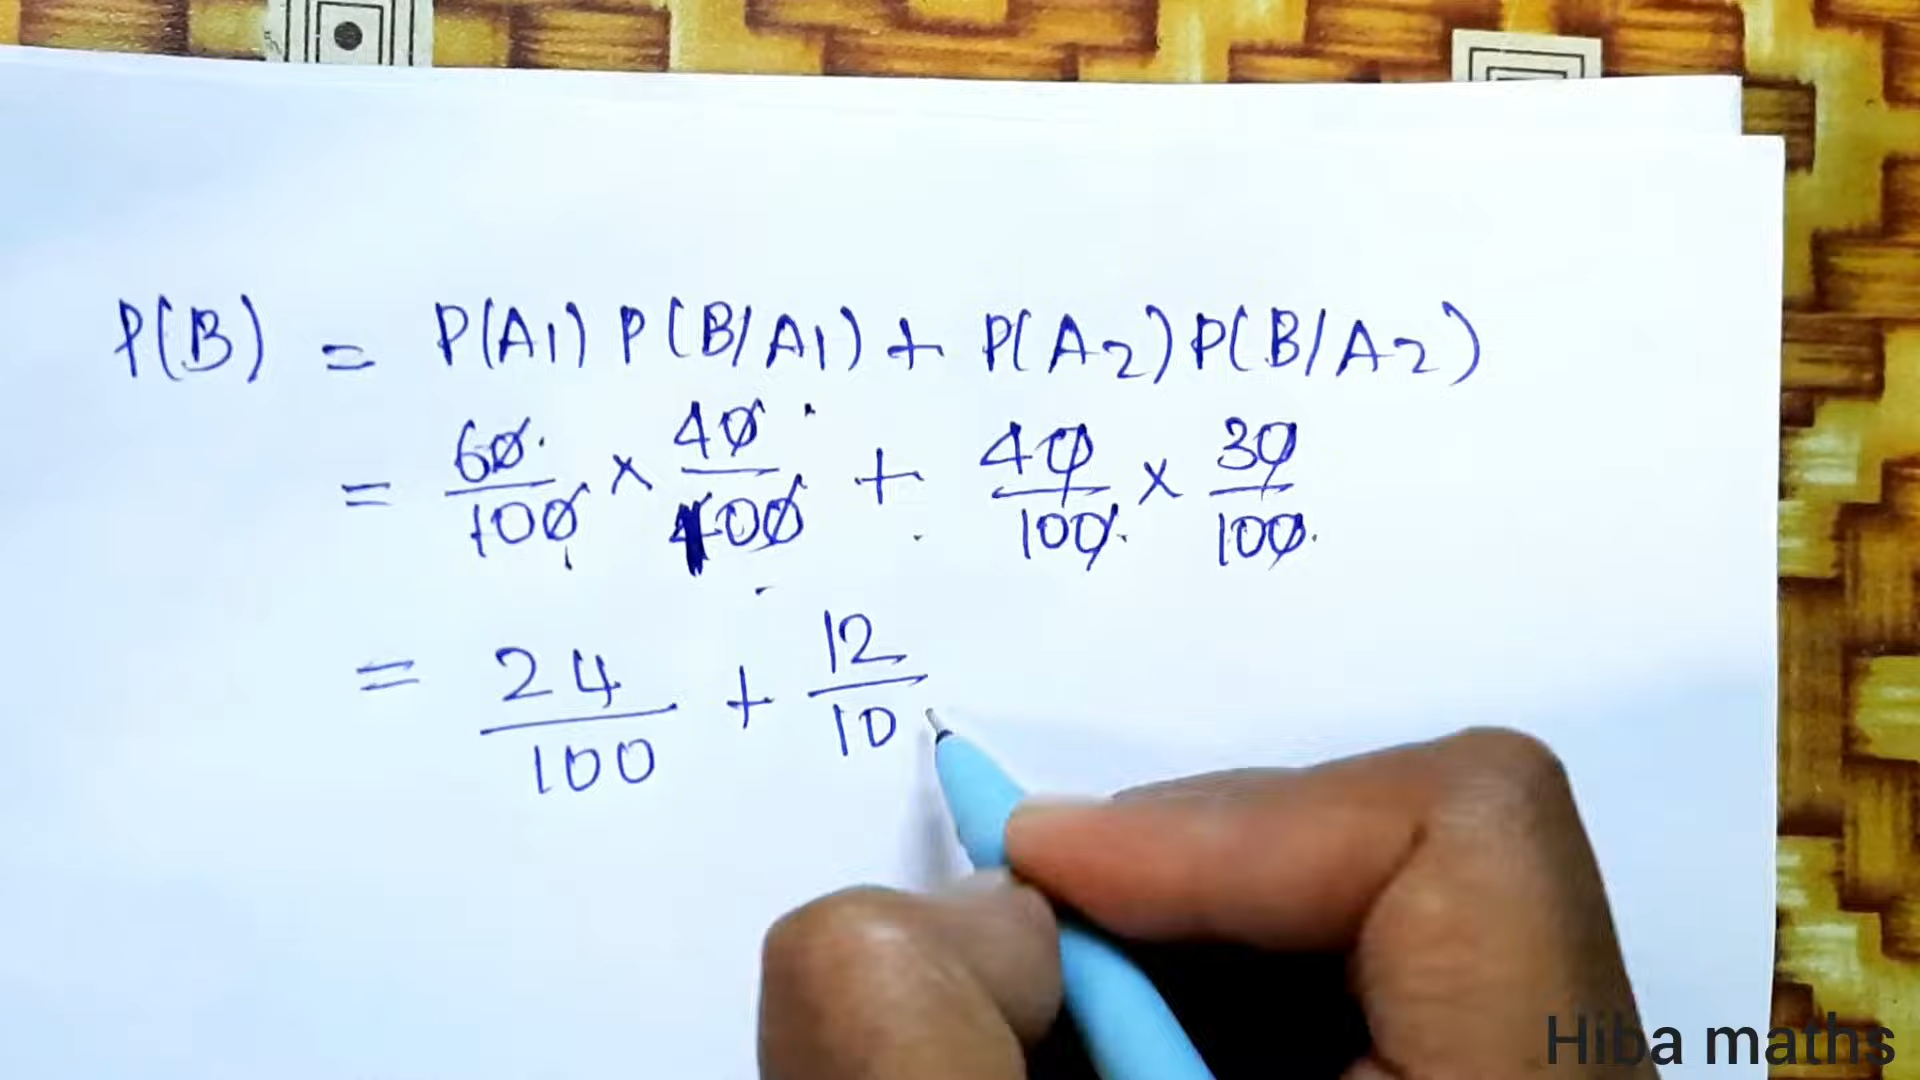 P(B) = P(A1) P(B/A1) + P(A2) P(B/A2)
= 60/100 × 40/100 + 40/100 × 30/100
= 24/100 + 12/10
Hiba maths